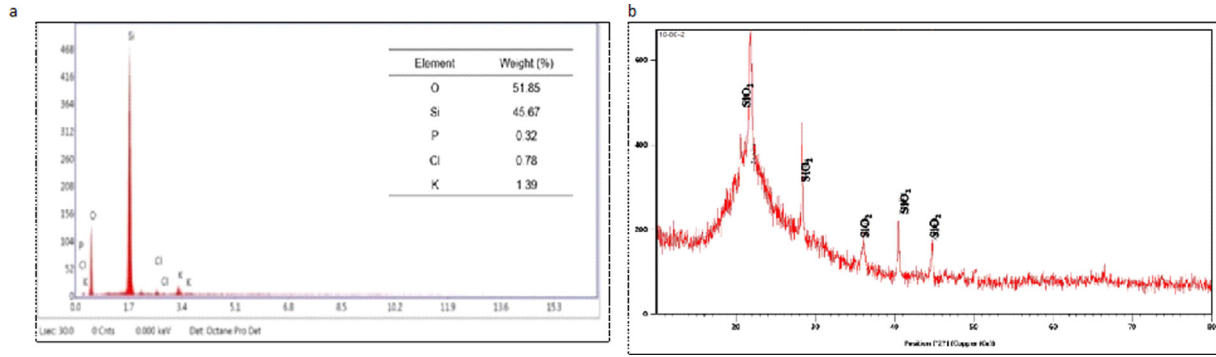 a
468
416
364
312
260
208
156
104
52
0
Si
O
P
Cl
K
Cl
Cl
K
K
0.0 1.7 3.4 5.1 6.8 8.5 10.2 11.9 13.6 15.3
Lsec: 30.0 0 Cnts 0.000 keV Det: Octane Pro Det
Element Weight (%)
O 51.85
Si 45.67
P 0.32
Cl 0.78
K 1.39
b
600
400
200
0
SiO2
SiO2
SiO2
SiO2
SiO2
20 30 40 50 60 70 80
Position [°2T] (Copper (Cu))